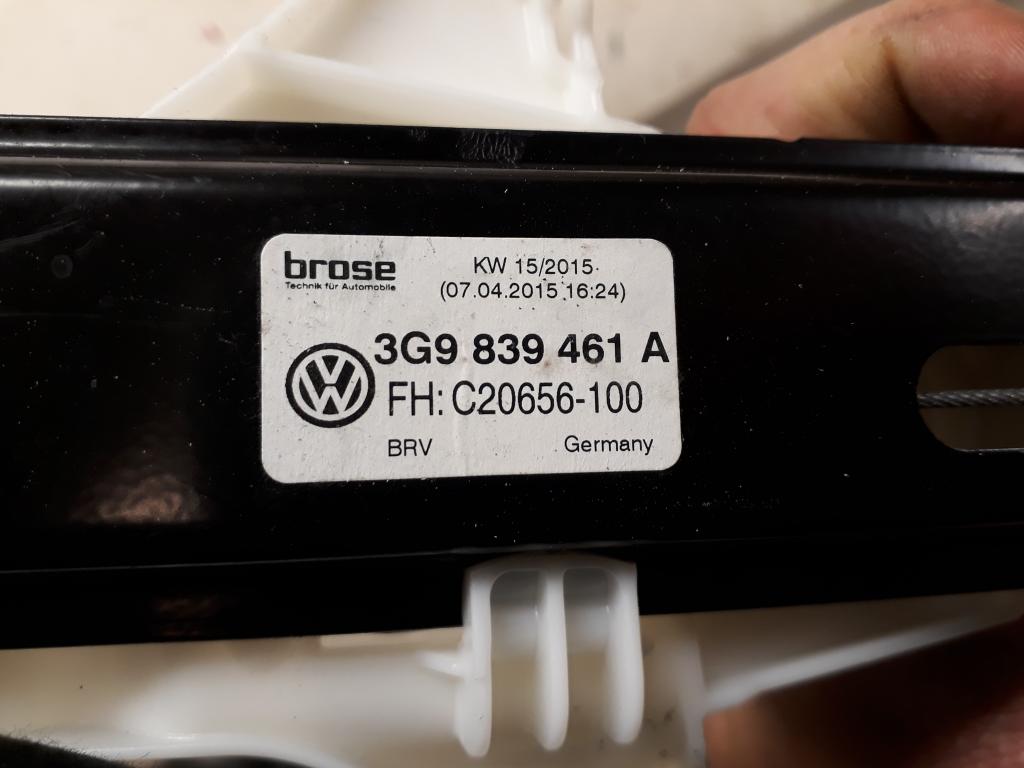 brose
Technik für Automobile
KW 15/2015
(07.04.2015 16:24)
3G9 839 461 A
FH: C20656-100
BRV
Germany